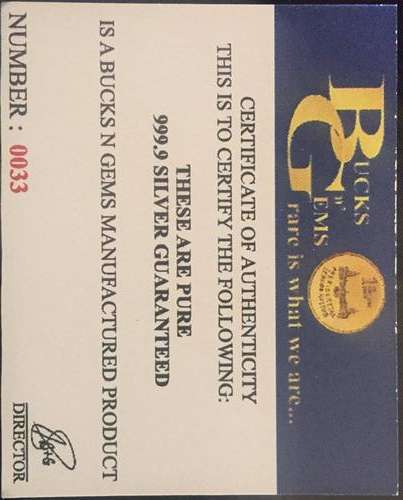 BUCKS
N'
GEMS
rare is what we are...
CERTIFICATE OF AUTHENTICITY
THIS IS TO CERTIFY THE FOLLOWING:
THESE ARE PURE
999.9 SILVER GUARANTEED
IS A BUCKS N GEMS MANUFACTURED PRODUCT
NUMBER : 0033
DIRECTOR